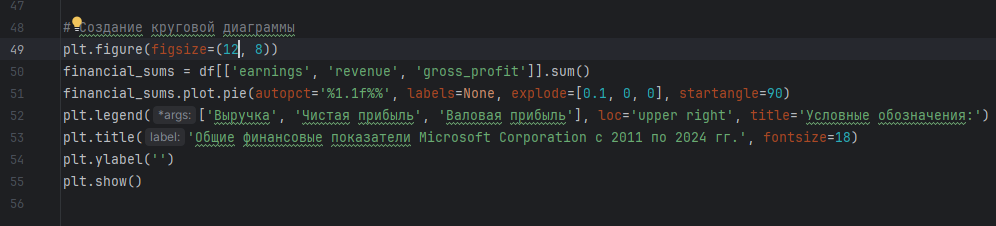 47
48 # Создание круговой диаграммы
49 plt.figure(figsize=(12, 8))
50 financial_sums = df[['earnings', 'revenue', 'gross_profit']].sum()
51 financial_sums.plot.pie(autopct='%1.1f%%', labels=None, explode=[0.1, 0, 0], startangle=90)
52 plt.legend( *args: ['Выручка', 'Чистая прибыль', 'Валовая прибыль'], loc='upper right', title='Условные обозначения:')
53 plt.title( label: 'Общие финансовые показатели Microsoft Corporation с 2011 по 2024 гг.', fontsize=18)
54 plt.ylabel('')
55 plt.show()
56